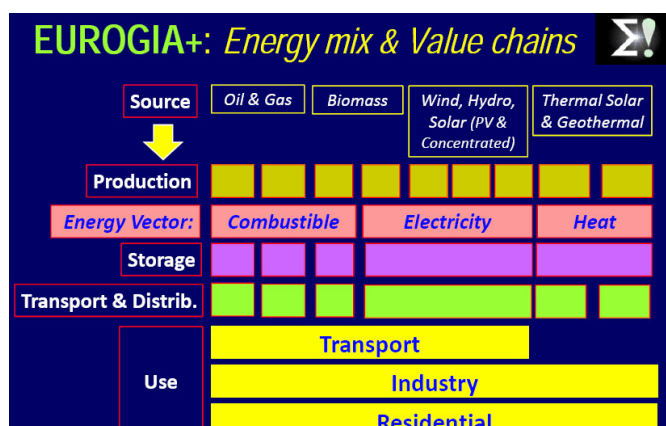 EUROGIA+: Energy mix & Value chains
Σ!
Source
Oil & Gas
Biomass
Wind, Hydro,
Solar (PV &
Concentrated)
Thermal Solar
& Geothermal
Production
Energy Vector:
Combustible
Electricity
Heat
Storage
Transport & Distrib.
Use
Transport
Industry
Residential